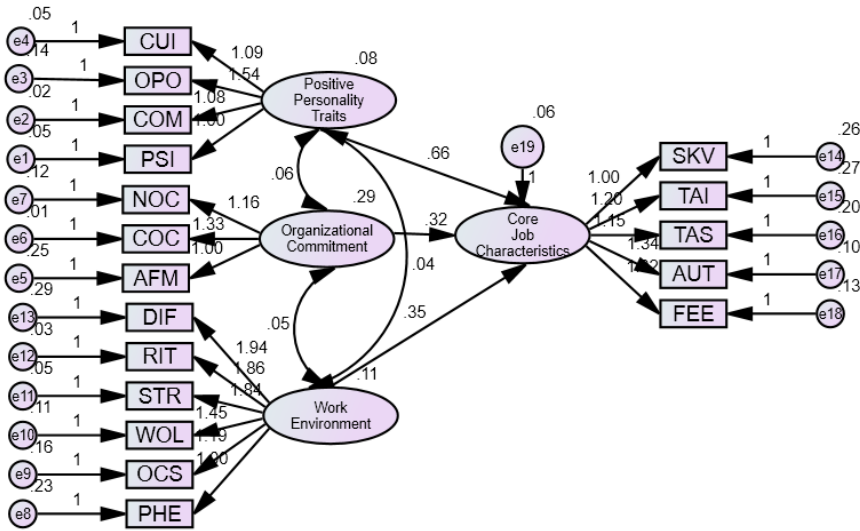 .05
e4
1
CUI
.14
e3
1
OPO
.02
e2
1
COM
.05
e1
1
PSI
.12
e7
1
NOC
.01
e6
1
COC
.25
e5
1
AFM
.29
e13
1
DIF
.03
e12
1
RIT
.05
e11
1
STR
.11
e10
1
WOL
.16
e9
1
OCS
.23
e8
1
PHE
1.09
1.54
1.08
1.00
.08
Positive
Personality
Traits
1.16
1.33
1.00
.29
Organizational
Commitment
1.94
1.86
1.84
1.45
1.19
1.00
.11
Work
Environment
.06
.04
.05
.66
.32
.35
.06
e19
1
Core
Job
Characteristics
1.00
1.20
1.15
1.34
SKV
1
.26
e14
TAI
1
.27
e15
TAS
1
.20
e16
AUT
1
.10
e17
FEE
1
.13
e18